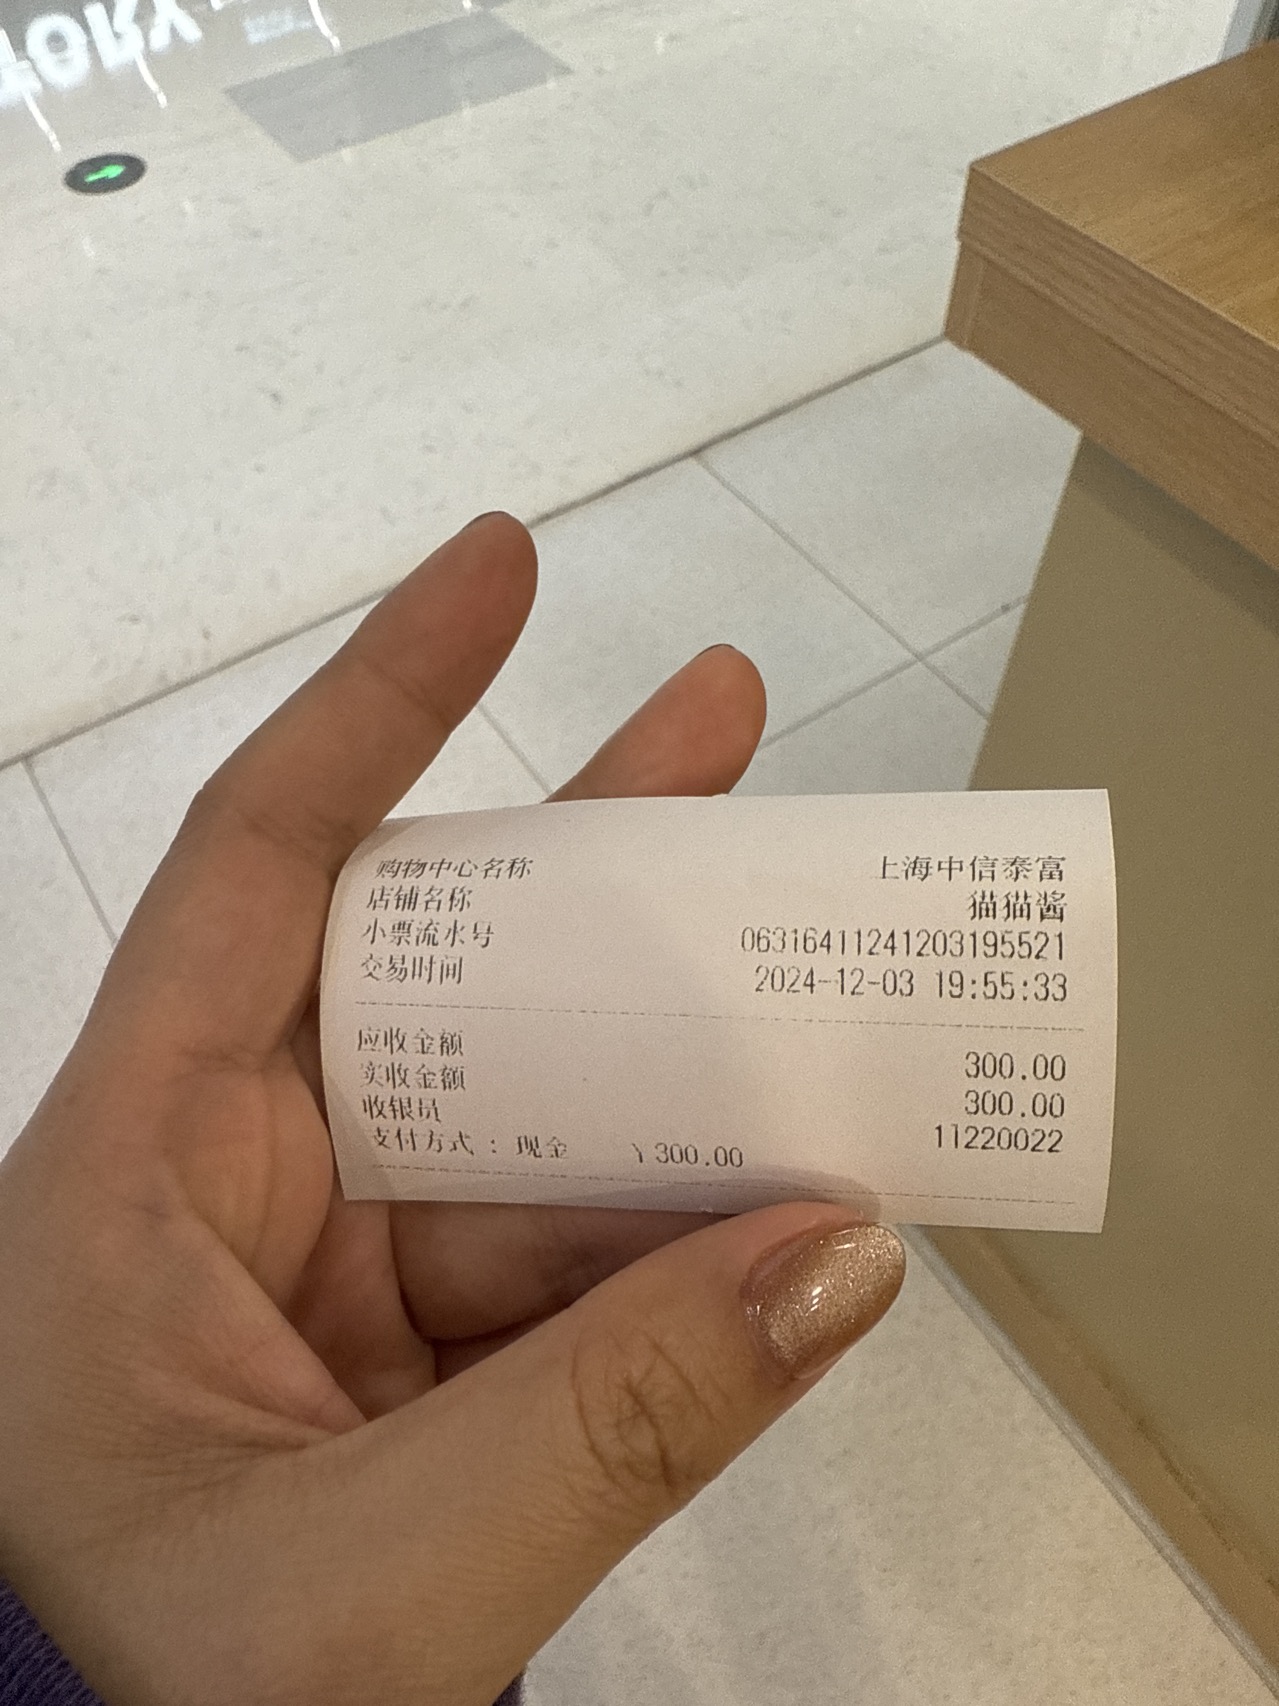 TORY
购物中心名称 上海中信泰富
店铺名称 猫猫酱
小票流水号 06316411241203195521
交易时间 2024-12-03 19:55:33
应收金额 300.00
实收金额 300.00
收银员 11220022
支付方式 : 现金 ¥300.00